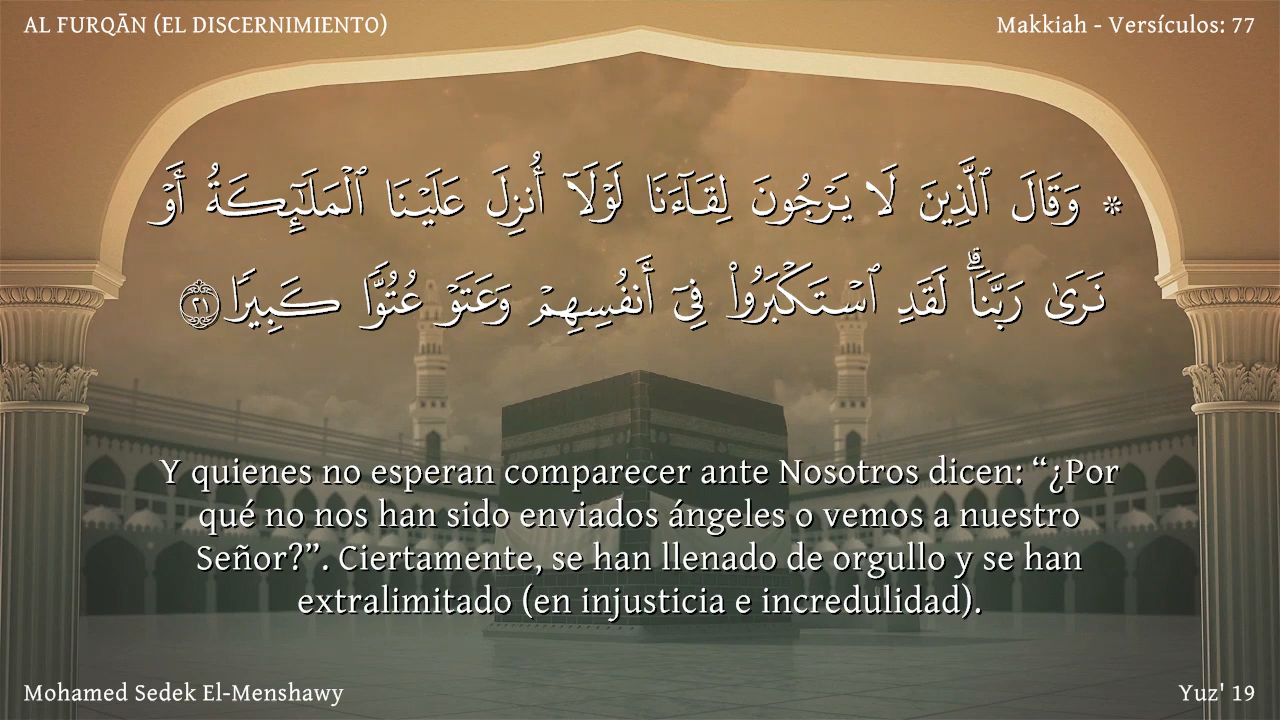 AL FURQĀN (EL DISCERNIMIENTO)
Makkiah - Versículos: 77
* وَقَالَ ٱلَّذِينَ لَا يَرْجُونَ لِقَآءَنَا لَوْلَآ أُنزِلَ عَلَيْنَا ٱلْمَلَـٰٓئِكَةُ أَوْ
نَرَىٰ رَبَّنَا ۗ لَقَدِ ٱسْتَكْبَرُوا۟ فِىٓ أَنفُسِهِمْ وَعَتَوْ عُتُوًّا كَبِيرًا ٢١
Y quienes no esperan comparecer ante Nosotros dicen: “¿Por
qué no nos han sido enviados ángeles o vemos a nuestro
Señor?”. Ciertamente, se han llenado de orgullo y se han
extralimitado (en injusticia e incredulidad).
Mohamed Sedek El-Menshawy
Yuz' 19